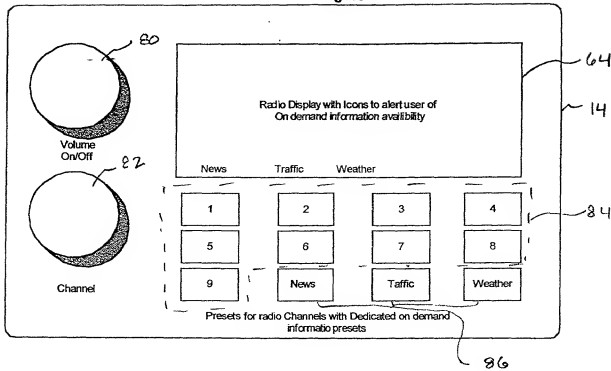 80
64
Radio Display with Icons to alert user of
On demand information availibility
14
Volume
On/Off
News Traffic Weather
82
1 2 3 4
84
5 6 7 8
Channel
9 News Taffic Weather
Presets for radio Channels with Dedicated on demand
informatio presets
86